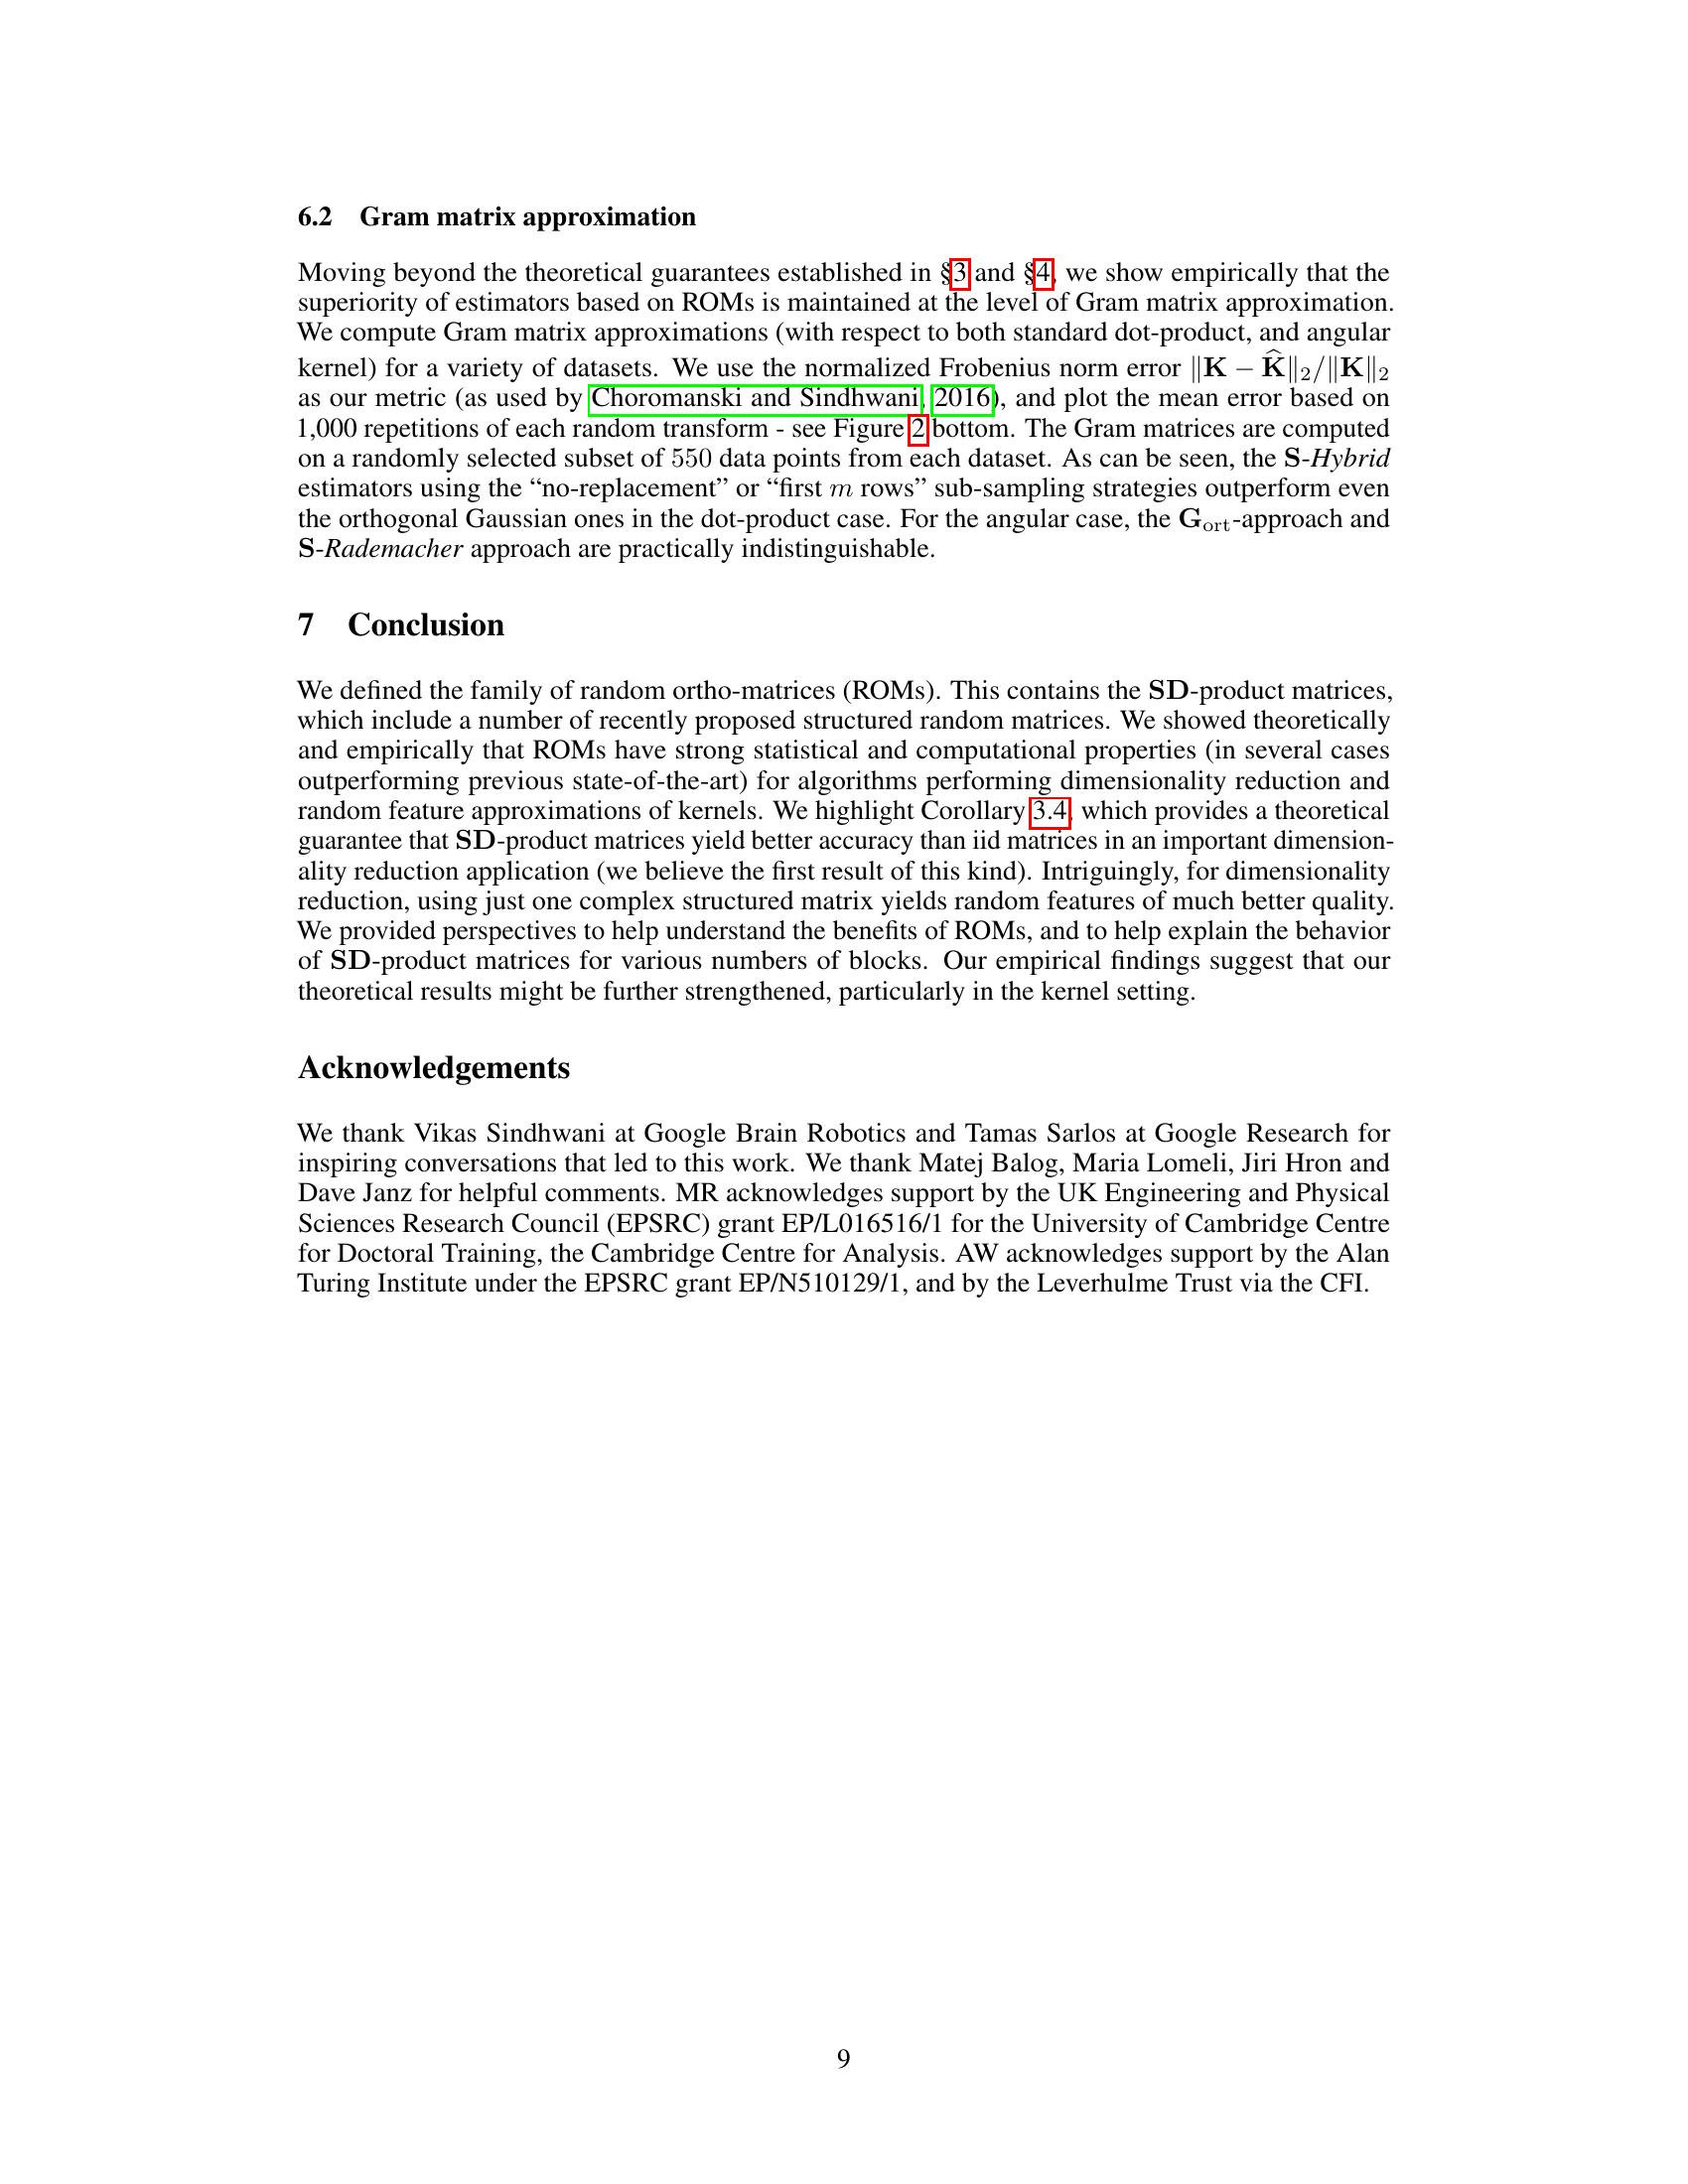 6.2 Gram matrix approximation
Moving beyond the theoretical guarantees established in §3 and §4, we show empirically that the
superiority of estimators based on ROMs is maintained at the level of Gram matrix approximation.
We compute Gram matrix approximations (with respect to both standard dot-product, and angular
kernel) for a variety of datasets. We use the normalized Frobenius norm error ‖K − K̂‖₂/‖K‖₂
as our metric (as used by Choromanski and Sindhwani, 2016), and plot the mean error based on
1,000 repetitions of each random transform - see Figure 2 bottom. The Gram matrices are computed
on a randomly selected subset of 550 data points from each dataset. As can be seen, the S-Hybrid
estimators using the “no-replacement” or “first m rows” sub-sampling strategies outperform even
the orthogonal Gaussian ones in the dot-product case. For the angular case, the G_ort-approach and
S-Rademacher approach are practically indistinguishable.
7 Conclusion
We defined the family of random ortho-matrices (ROMs). This contains the SD-product matrices,
which include a number of recently proposed structured random matrices. We showed theoretically
and empirically that ROMs have strong statistical and computational properties (in several cases
outperforming previous state-of-the-art) for algorithms performing dimensionality reduction and
random feature approximations of kernels. We highlight Corollary 3.4, which provides a theoretical
guarantee that SD-product matrices yield better accuracy than iid matrices in an important dimension-
ality reduction application (we believe the first result of this kind). Intriguingly, for dimensionality
reduction, using just one complex structured matrix yields random features of much better quality.
We provided perspectives to help understand the benefits of ROMs, and to help explain the behavior
of SD-product matrices for various numbers of blocks. Our empirical findings suggest that our
theoretical results might be further strengthened, particularly in the kernel setting.
Acknowledgements
We thank Vikas Sindhwani at Google Brain Robotics and Tamas Sarlos at Google Research for
inspiring conversations that led to this work. We thank Matej Balog, Maria Lomeli, Jiri Hron and
Dave Janz for helpful comments. MR acknowledges support by the UK Engineering and Physical
Sciences Research Council (EPSRC) grant EP/L016516/1 for the University of Cambridge Centre
for Doctoral Training, the Cambridge Centre for Analysis. AW acknowledges support by the Alan
Turing Institute under the EPSRC grant EP/N510129/1, and by the Leverhulme Trust via the CFI.
9